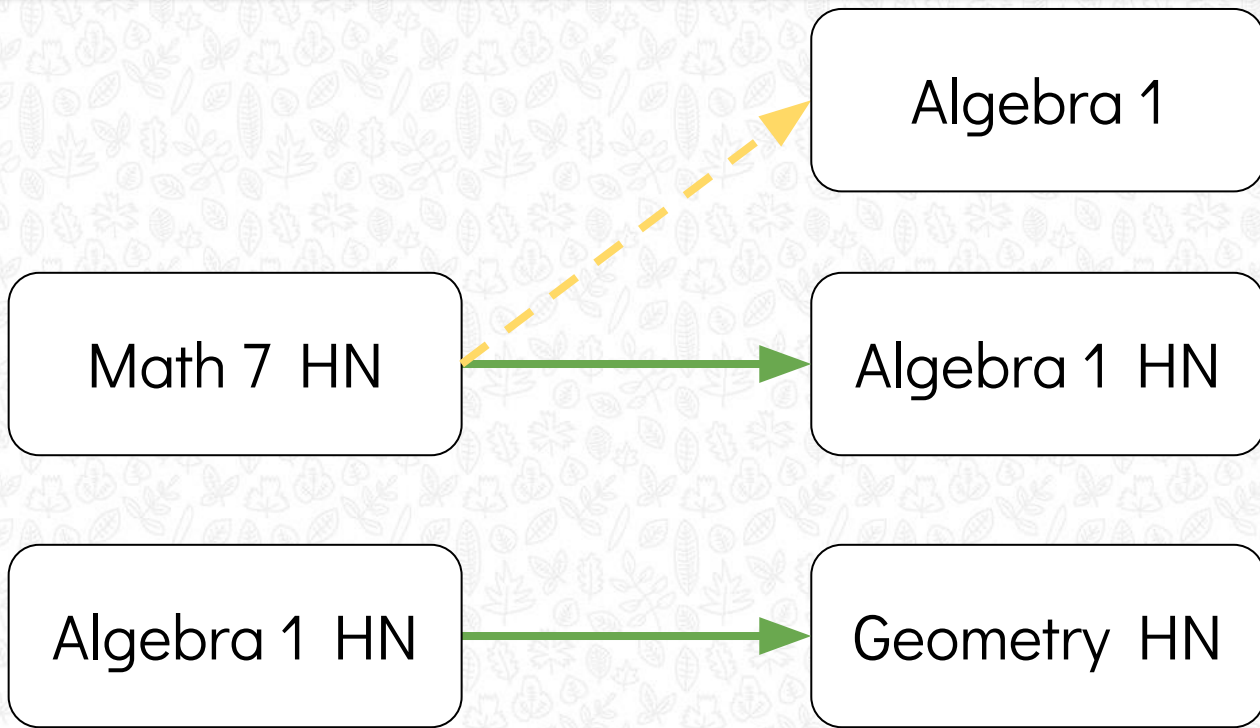 Algebra 1
Math 7 HN
Algebra 1 HN
Algebra 1 HN
Geometry HN